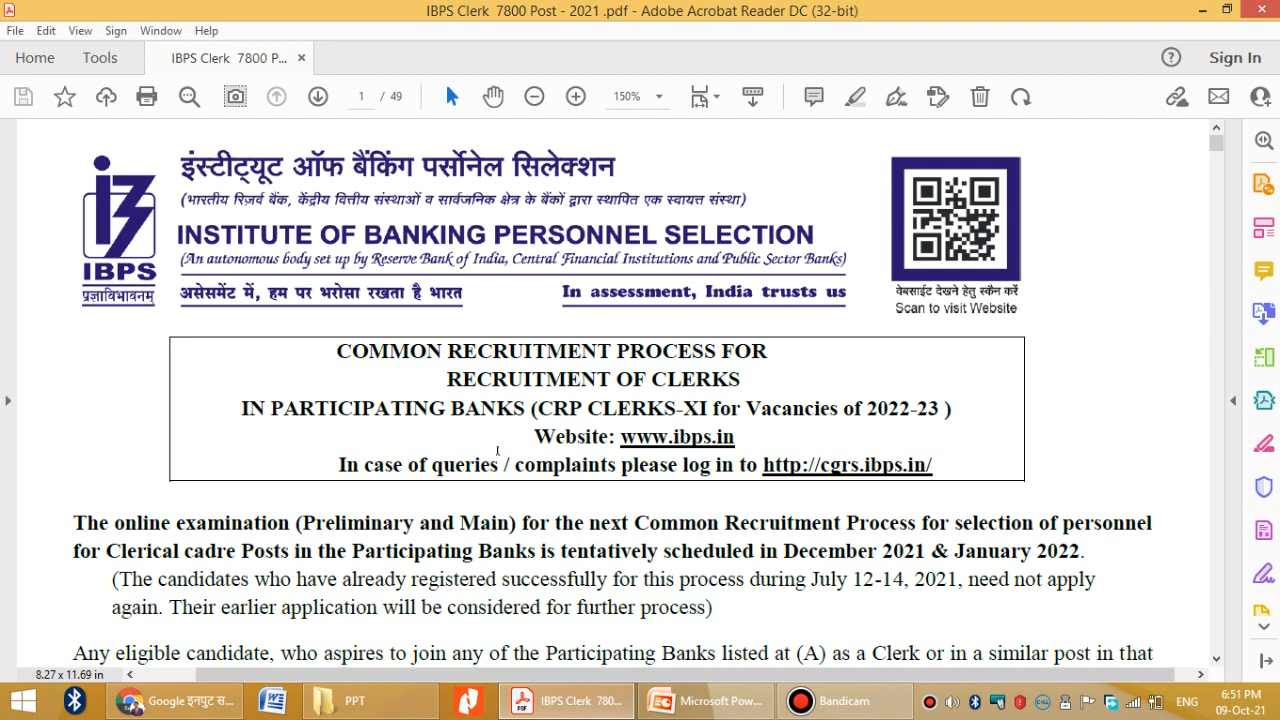 IBPS Clerk 7800 Post - 2021 .pdf - Adobe Acrobat Reader DC (32-bit)
File Edit View Sign Window Help
Home Tools IBPS Clerk 7800 P... × Sign In
1 / 49 150%
इंस्टीट्यूट ऑफ बैंकिंग पर्सोनेल सिलेक्शन
(भारतीय रिज़र्व बैंक, केंद्रीय वित्तीय संस्थाओं व सार्वजनिक क्षेत्र के बैंकों द्वारा स्थापित एक स्वायत्त संस्था)
INSTITUTE OF BANKING PERSONNEL SELECTION
(An autonomous body set up by Reserve Bank of India, Central Financial Institutions and Public Sector Banks)
IBPS
प्रज्ञाविभावनम्
असेसमेंट में, हम पर भरोसा रखता है भारत In assessment, India trusts us
वेबसाईट देखने हेतु स्कैन करें
Scan to visit Website
COMMON RECRUITMENT PROCESS FOR
RECRUITMENT OF CLERKS
IN PARTICIPATING BANKS (CRP CLERKS-XI for Vacancies of 2022-23 )
Website: www.ibps.in
In case of queries / complaints please log in to http://cgrs.ibps.in/
The online examination (Preliminary and Main) for the next Common Recruitment Process for selection of personnel
for Clerical cadre Posts in the Participating Banks is tentatively scheduled in December 2021 & January 2022.
(The candidates who have already registered successfully for this process during July 12-14, 2021, need not apply
again. Their earlier application will be considered for further process)
Any eligible candidate, who aspires to join any of the Participating Banks listed at (A) as a Clerk or in a similar post in that
8.27 x 11.69 in
Google इनपुट स... PPT IBPS Clerk 780... Microsoft Pow... Bandicam ENG 6:51 PM
09-Oct-21